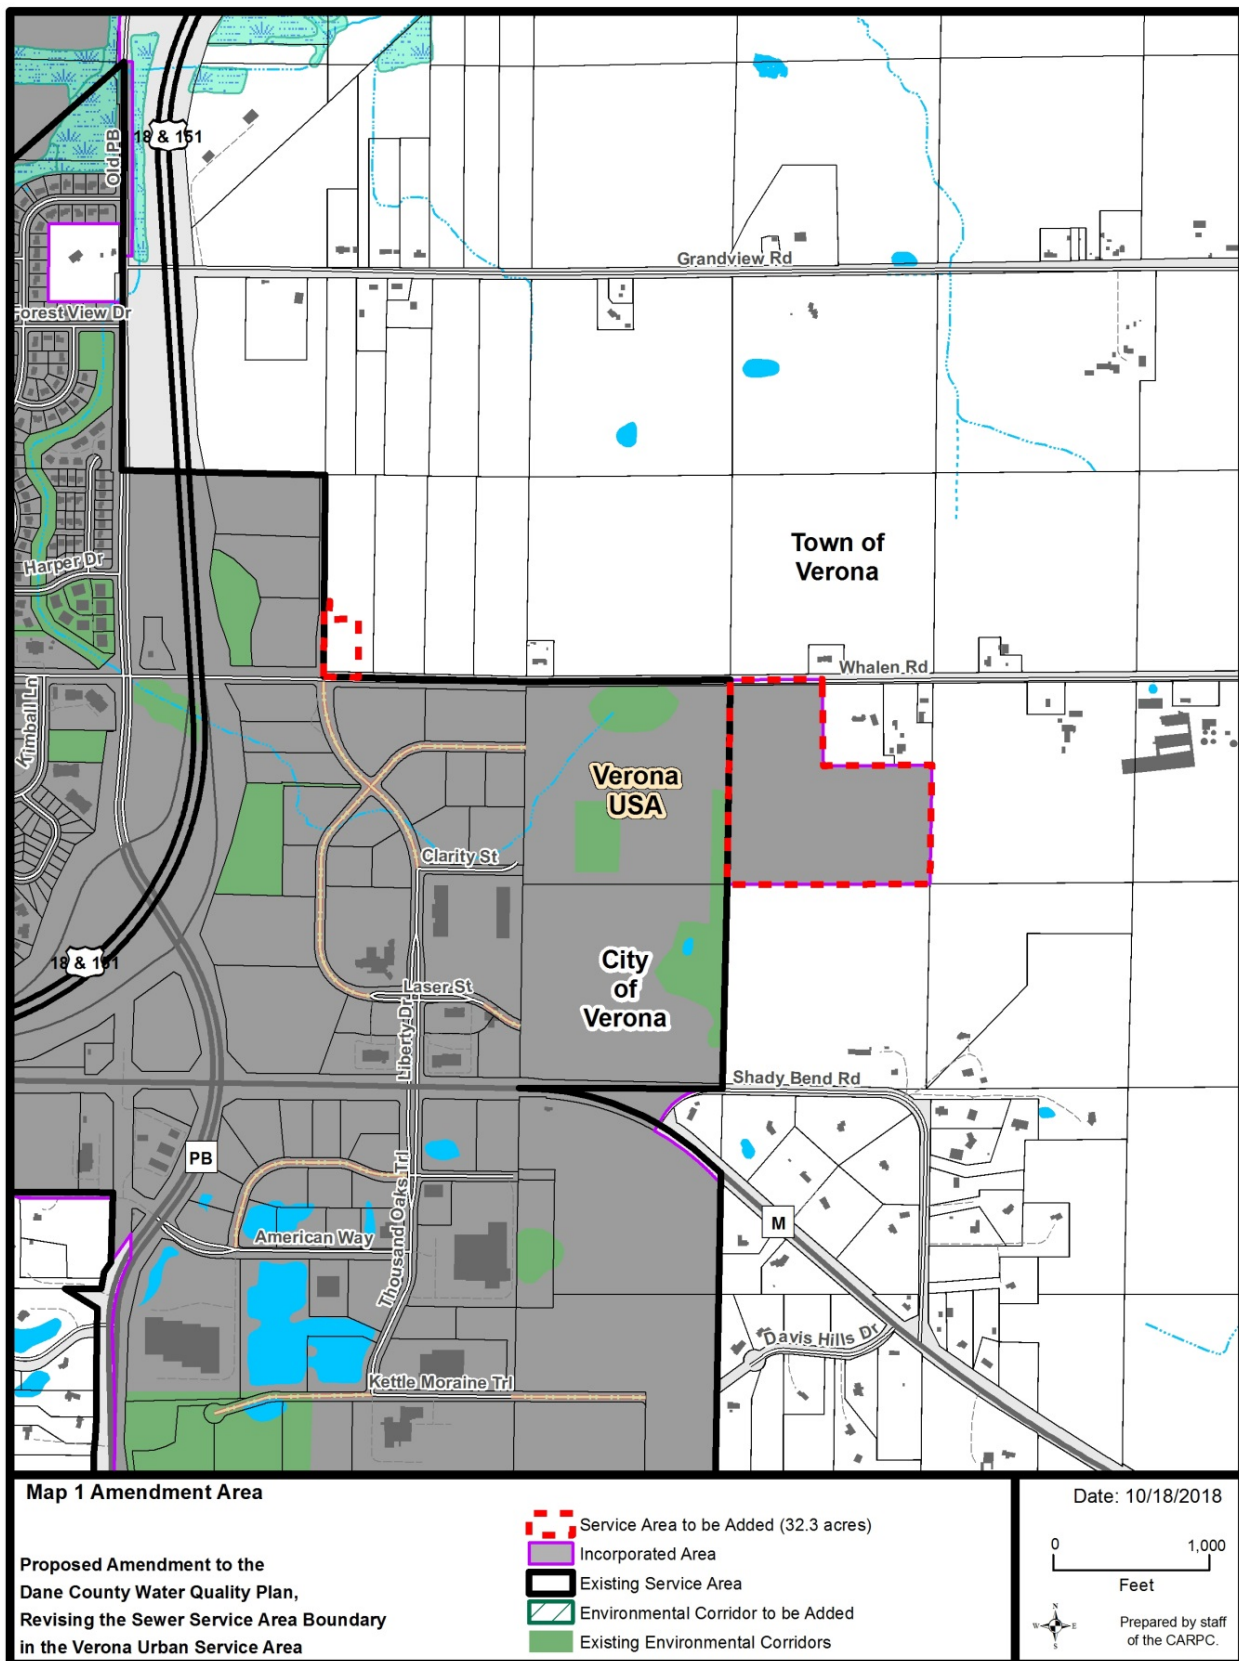 Old PB
18 & 151
Grandview Rd
Forest View Dr
Town of
Verona
Harper Dr
Whalen Rd
Kimball Ln
Verona
USA
Clarity St
18 & 151
City
of
Verona
Laser St
Liberty Dr
Shady Bend Rd
PB
Thousand Oaks Trl
M
American Way
Davis Hills Dr
Kettle Moraine Trl
Map 1 Amendment Area
Proposed Amendment to the
Dane County Water Quality Plan,
Revising the Sewer Service Area Boundary
in the Verona Urban Service Area
Service Area to be Added (32.3 acres)
Incorporated Area
Existing Service Area
Environmental Corridor to be Added
Existing Environmental Corridors
Date: 10/18/2018
0 1,000
Feet
N
W E
S
Prepared by staff
of the CARPC.